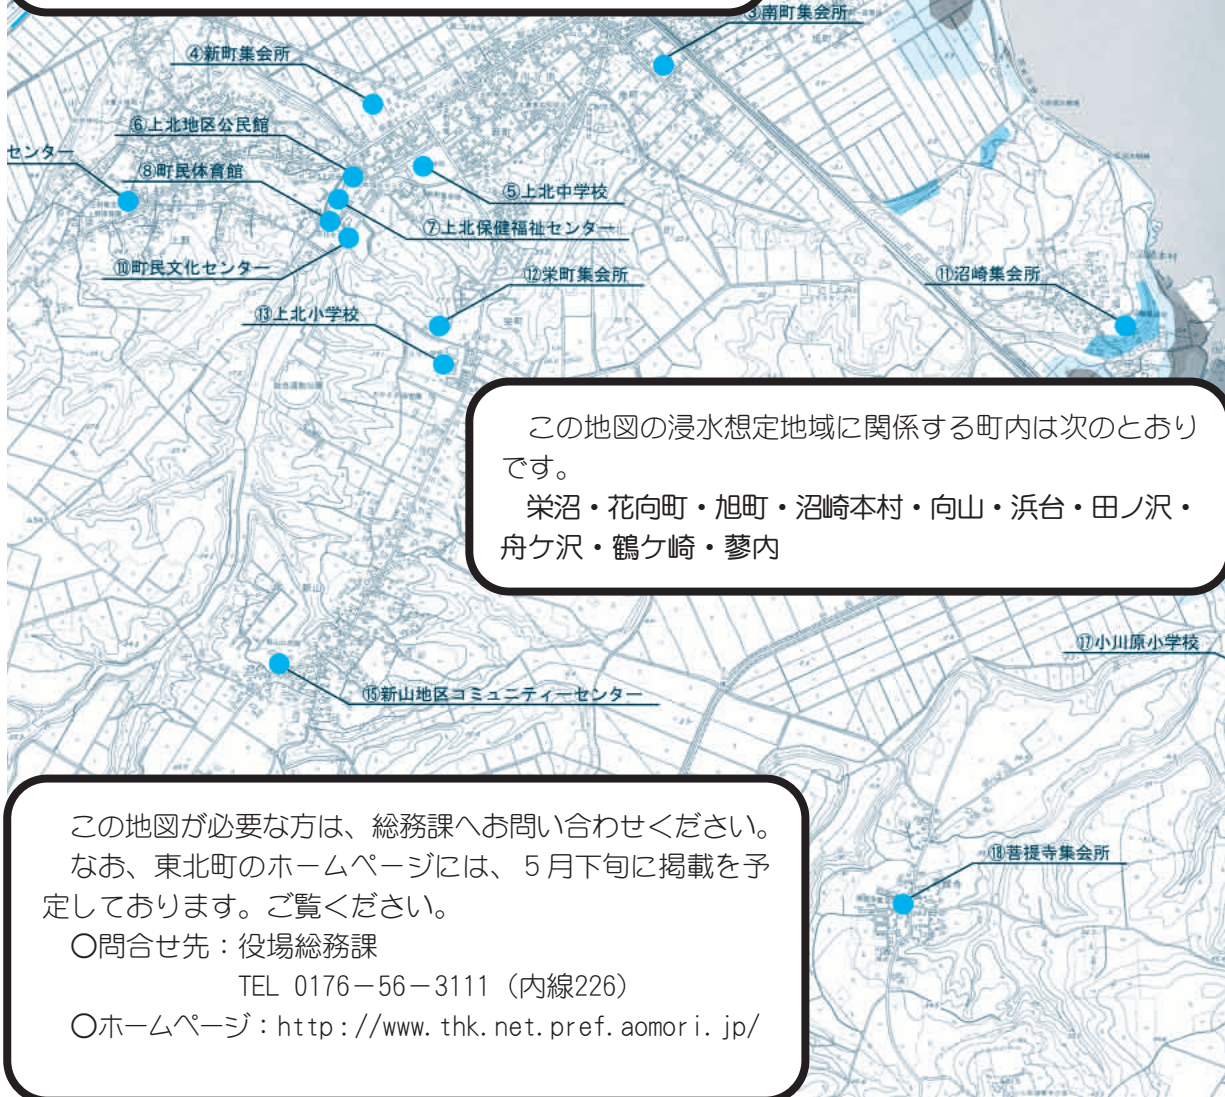 ③南町集会所
④新町集会所
⑥上北地区公民館
センター
⑧町民体育館
⑤上北中学校
⑦上北保健福祉センター
⑩町民文化センター
⑫栄町集会所
⑪沼崎集会所
⑬上北小学校
この地図の浸水想定地域に関係する町内は次のとおり
です。
栄沼・花向町・旭町・沼崎本村・向山・浜台・田ノ沢・
舟ケ沢・鶴ケ崎・蓼内
⑰小川原小学校
⑮新山地区コミュニティーセンター
この地図が必要な方は、総務課へお問い合わせください。
なお、東北町のホームページには、5月下旬に掲載を予
定しております。ご覧ください。
○問合せ先：役場総務課
TEL 0176－56－3111（内線226）
○ホームページ：http://www.thk.net.pref.aomori.jp/
⑱菩提寺集会所